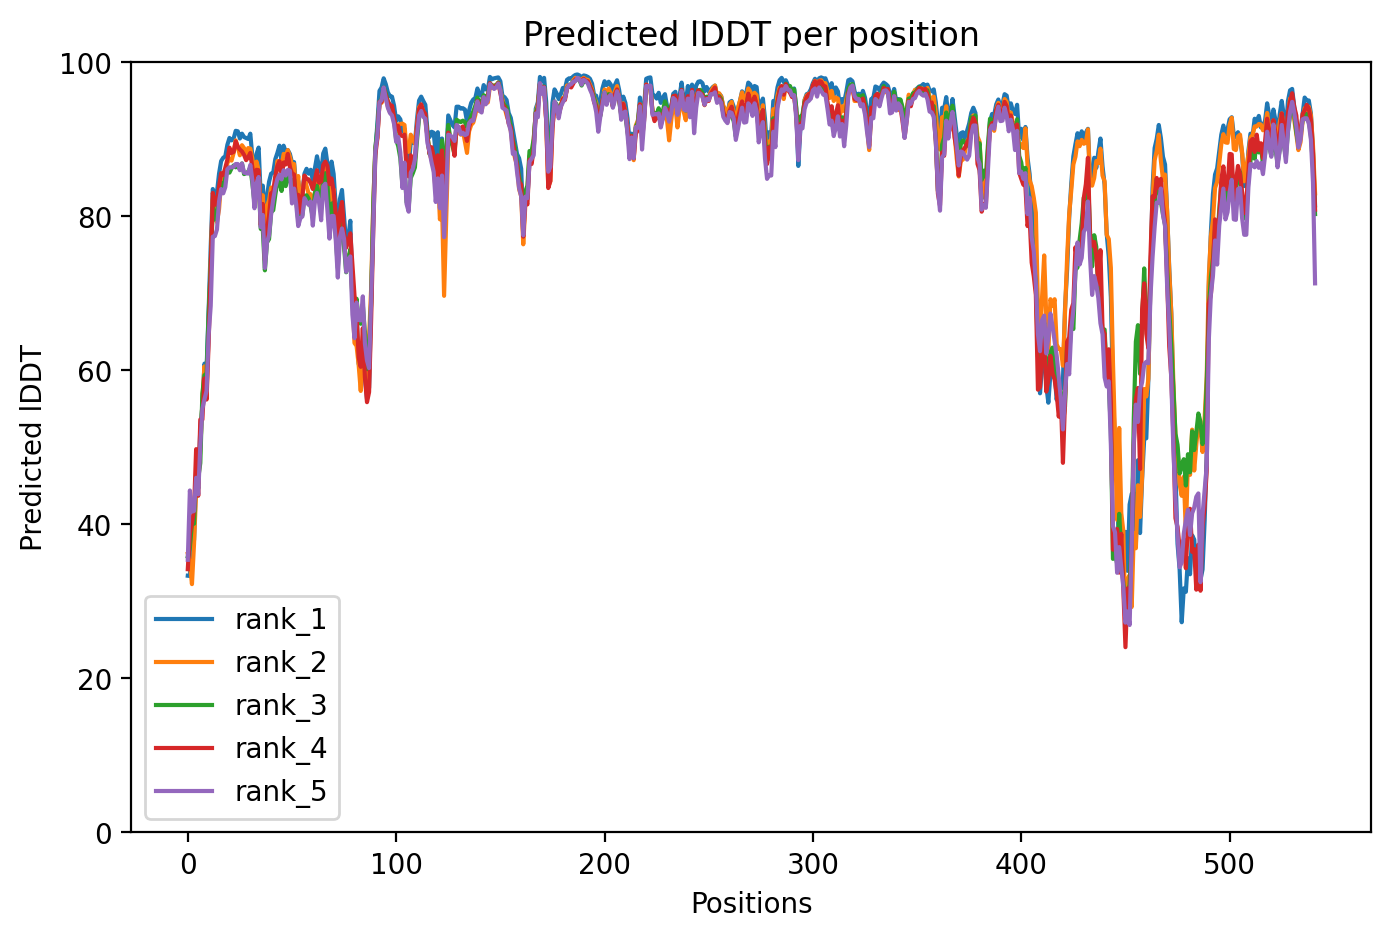 Predicted lDDT per position
100
80
60
40
20
0
Predicted lDDT
rank_1
rank_2
rank_3
rank_4
rank_5
0 100 200 300 400 500
Positions